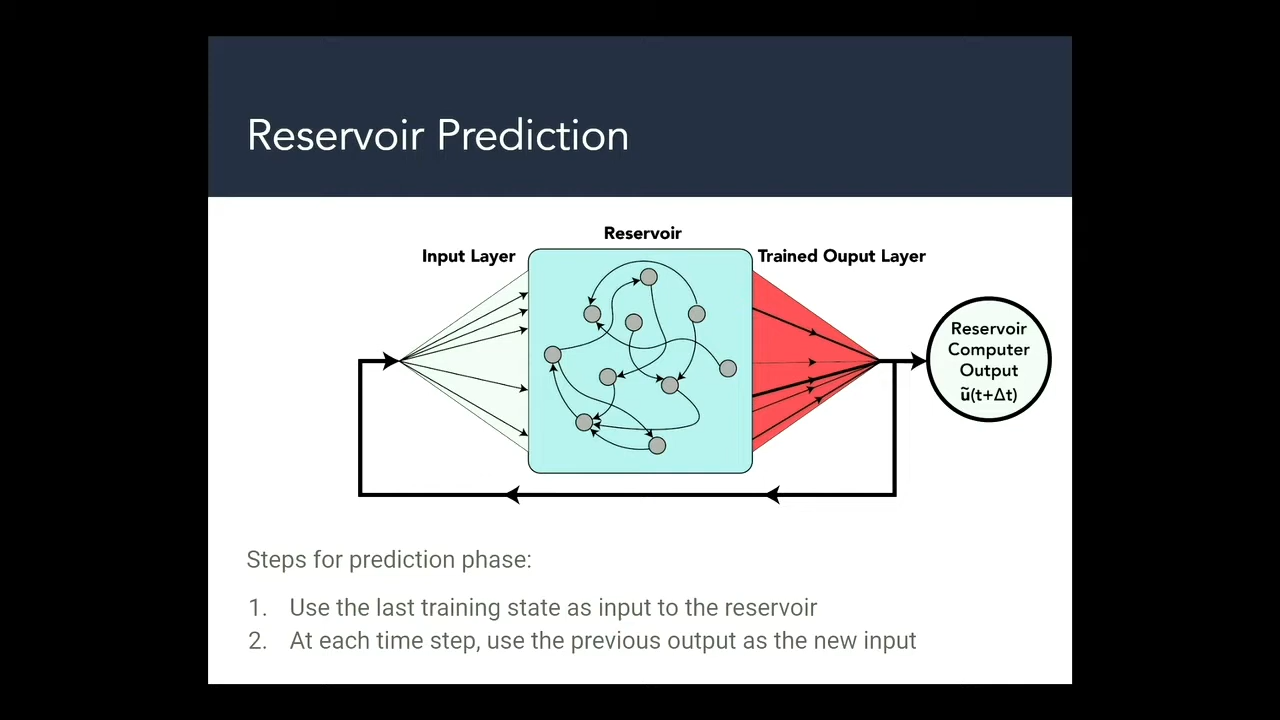 Reservoir Prediction
Reservoir
Input Layer
Trained Ouput Layer
Reservoir
Computer
Output
ũ(t+Δt)
Steps for prediction phase:
1. Use the last training state as input to the reservoir
2. At each time step, use the previous output as the new input